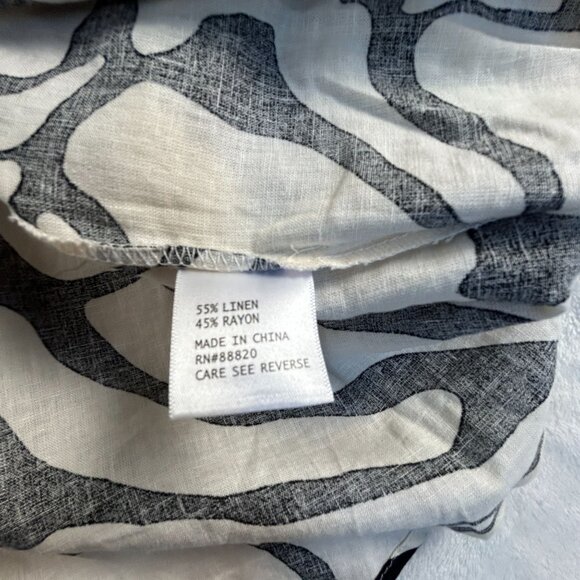 55% LINEN
45% RAYON
MADE IN CHINA
RN#88820
CARE SEE REVERSE